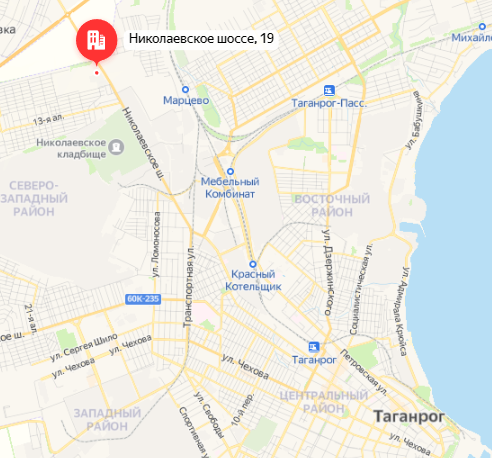 Михайло
Николаевское шоссе, 19
вка
Марцево
Таганрог-Пасс.
13-я ал.
ул. Бабушкина
Николаевское
кладбище
Николаевское ш.
Мебельный
Комбинат
СЕВЕРО-
ЗАПАДНЫЙ
РАЙОН
ВОСТОЧНЫЙ
РАЙОН
ул. Ломоносова
Транспортная ул.
ул. Дзержинского
Социалистическая ул.
ул. Адмирала Крюйса
Красный
Котельщик
60К-235
21-я ал.
е ш.
ул. Сергея Шило
ул. Чехова
ул. Чехова
ул. Чехова
Таганрог
Петровская ул.
ЦЕНТРАЛЬНЫЙ
РАЙОН
ЗАПАДНЫЙ
РАЙОН
ул. Свободы
Спортивная ул.
10-й пер.
Таганрог
ул. Чехова